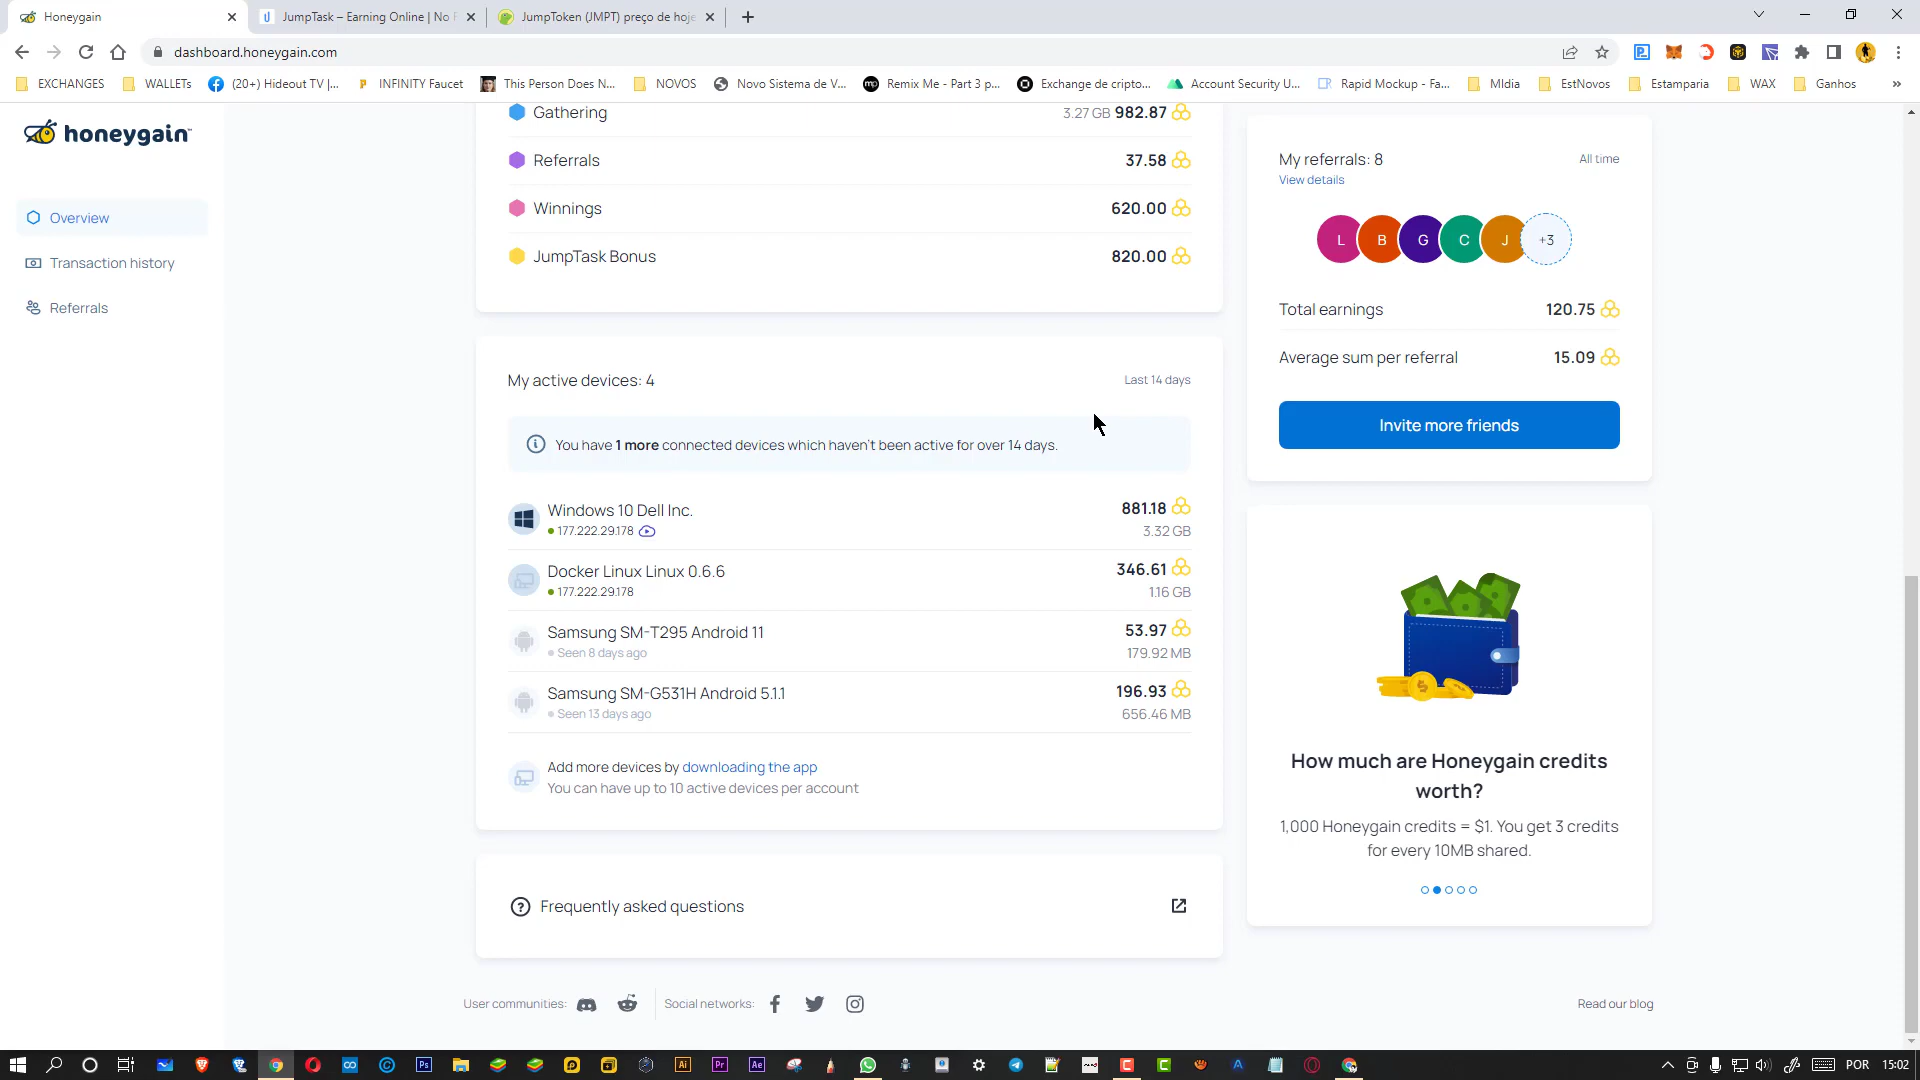 Honeygain
JumpTask – Earning Online | No F
JumpToken (JMPT) preço de hoje
dashboard.honeygain.com
EXCHANGES
WALLETs
(20+) Hideout TV |...
INFINITY Faucet
This Person Does N...
NOVOS
Novo Sistema de V...
Remix Me - Part 3 p...
Exchange de cripto...
Account Security U...
Rapid Mockup - Fa...
MIdia
EstNovos
Estamparia
WAX
Ganhos
»
honeygain
Overview
Transaction history
Referrals
Gathering 3.27 GB 982.87
Referrals 37.58
Winnings 620.00
JumpTask Bonus 820.00
My active devices: 4 Last 14 days
You have 1 more connected devices which haven't been active for over 14 days.
Windows 10 Dell Inc. 881.18
177.222.29.178 3.32 GB
Docker Linux Linux 0.6.6 346.61
177.222.29.178 1.16 GB
Samsung SM-T295 Android 11 53.97
Seen 8 days ago 179.92 MB
Samsung SM-G531H Android 5.1.1 196.93
Seen 13 days ago 656.46 MB
Add more devices by downloading the app
You can have up to 10 active devices per account
Frequently asked questions
My referrals: 8 All time
View details
L B G C J +3
Total earnings 120.75
Average sum per referral 15.09
Invite more friends
How much are Honeygain credits
worth?
1,000 Honeygain credits = $1. You get 3 credits
for every 10MB shared.
User communities: Social networks: Read our blog
POR 15:02